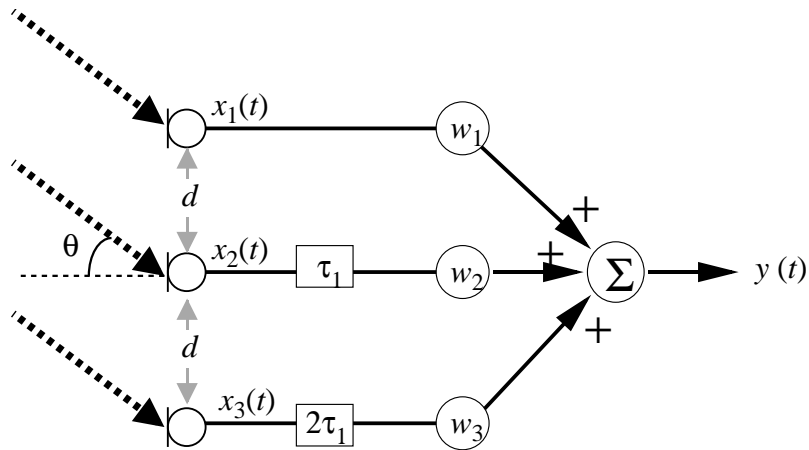 x₁(t)
w₁
+
d
θ
x₂(t)
τ₁
w₂
+
Σ
y (t)
+
d
x₃(t)
2τ₁
w₃